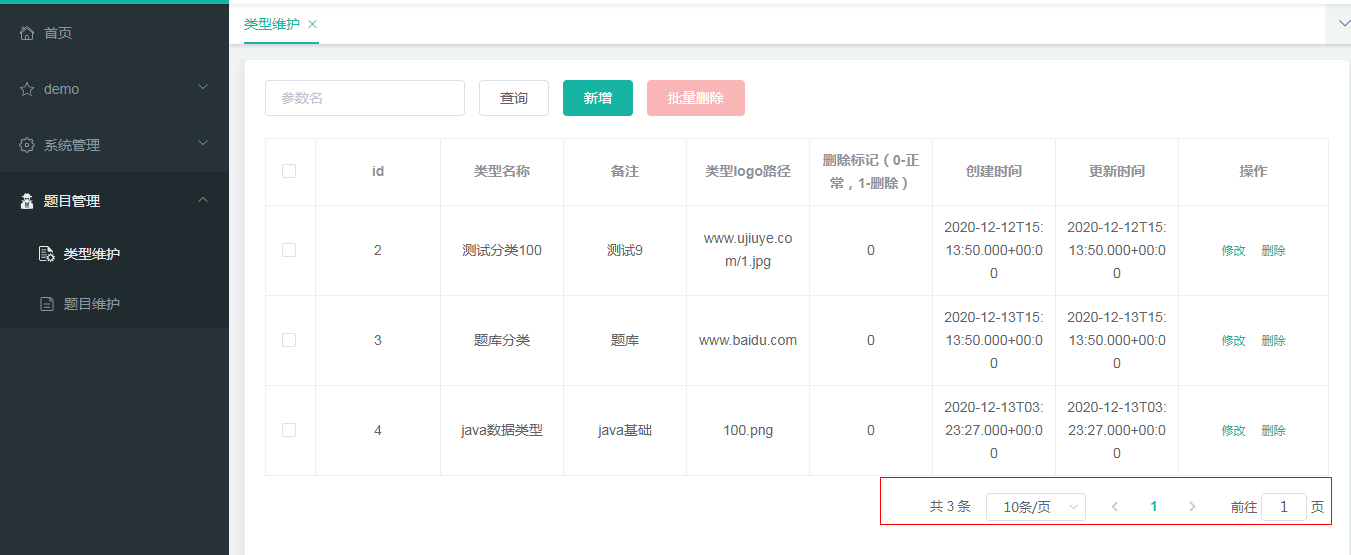 首页
demo
系统管理
题目管理
类型维护
题目维护
类型维护
参数名 查询 新增 批量删除
id 类型名称 备注 类型logo路径 删除标记（0-正常，1-删除） 创建时间 更新时间 操作
2 测试分类100 测试9 www.ujiuye.com/1.jpg 0 2020-12-12T15:13:50.000+00:00 2020-12-12T15:13:50.000+00:00 修改 删除
3 题库分类 题库 www.baidu.com 0 2020-12-13T15:13:50.000+00:00 2020-12-13T15:13:50.000+00:00 修改 删除
4 java数据类型 java基础 100.png 0 2020-12-13T03:23:27.000+00:00 2020-12-13T03:23:27.000+00:00 修改 删除
共 3 条 10条/页 1 前往 1 页